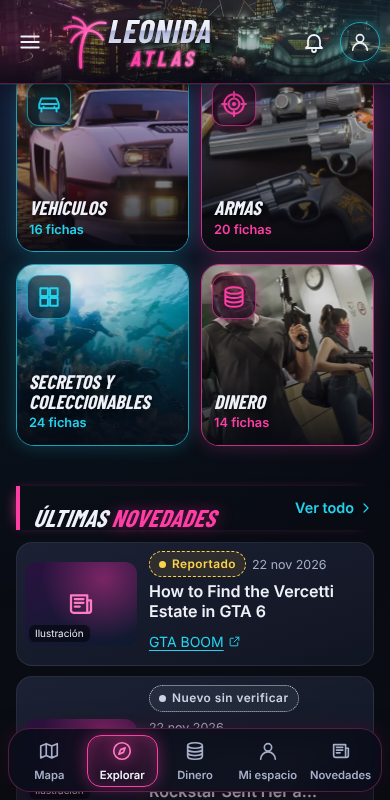 LEONIDA
ATLAS
VEHÍCULOS
16 fichas
ARMAS
20 fichas
SECRETOS Y
COLECCIONABLES
24 fichas
DINERO
14 fichas
ÚLTIMAS NOVEDADES
Ver todo
Reportado
22 nov 2026
How to Find the Vercetti
Estate in GTA 6
Ilustración
GTA BOOM
Nuevo sin verificar
22 nov 2026
Mapa
Explorar
Dinero
Mi espacio
Novedades